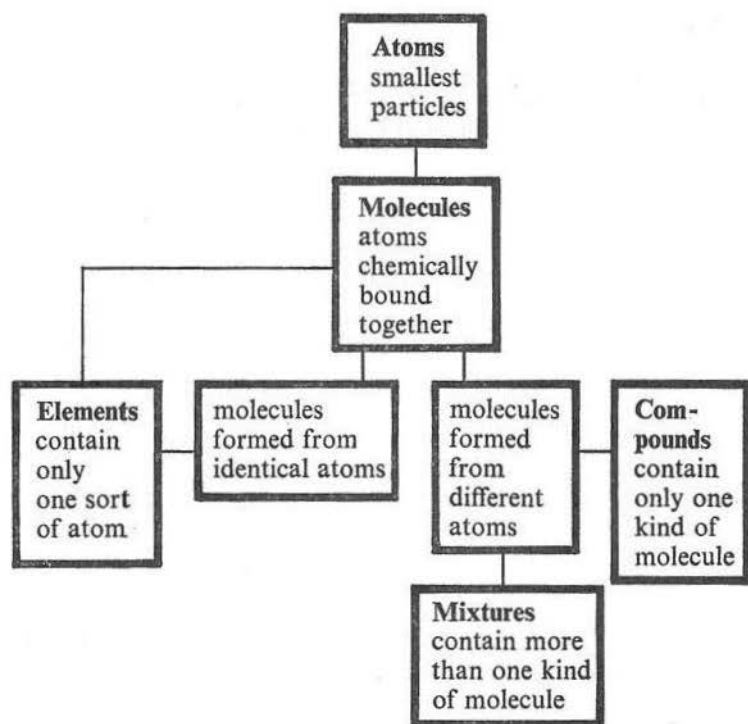 Atoms
smallest
particles
Molecules
atoms
chemically
bound
together
Elements
contain
only
one sort
of atom
molecules
formed from
identical atoms
molecules
formed
from
different
atoms
Com-
pounds
contain
only one
kind of
molecule
Mixtures
contain more
than one kind
of molecule